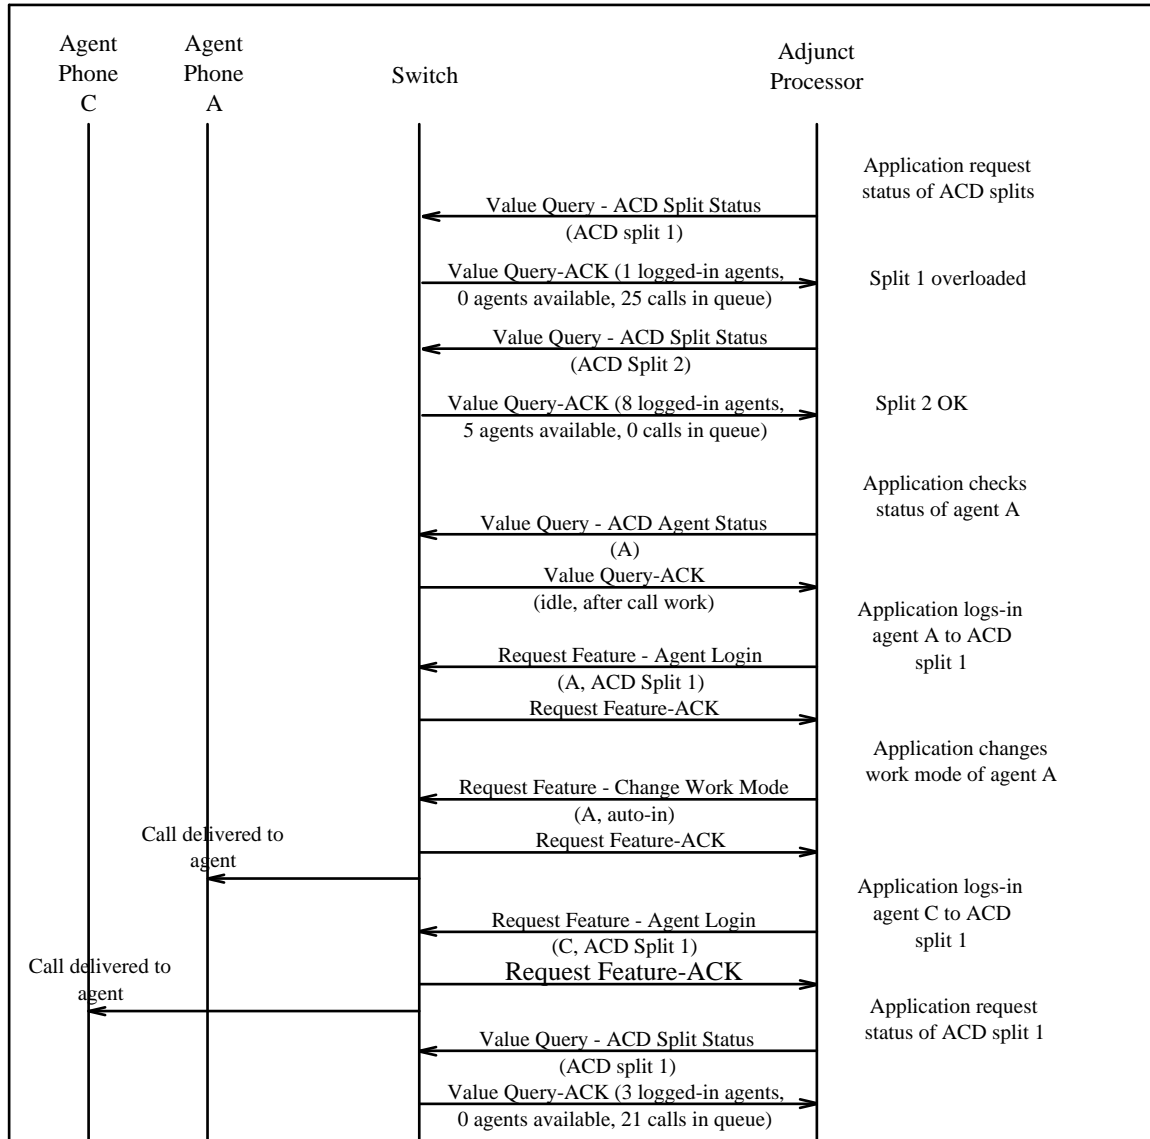 Agent
Phone
C
Agent
Phone
A
Switch
Adjunct
Processor
Application request
status of ACD splits
Value Query - ACD Split Status
(ACD split 1)
Value Query-ACK (1 logged-in agents,
0 agents available, 25 calls in queue)
Split 1 overloaded
Value Query - ACD Split Status
(ACD Split 2)
Value Query-ACK (8 logged-in agents,
5 agents available, 0 calls in queue)
Split 2 OK
Application checks
status of agent A
Value Query - ACD Agent Status
(A)
Value Query-ACK
(idle, after call work)
Application logs-in
agent A to ACD
split 1
Request Feature - Agent Login
(A, ACD Split 1)
Request Feature-ACK
Application changes
work mode of agent A
Request Feature - Change Work Mode
(A, auto-in)
Request Feature-ACK
Call delivered to
agent
Application logs-in
agent C to ACD
split 1
Request Feature - Agent Login
(C, ACD Split 1)
Request Feature-ACK
Call delivered to
agent
Application request
status of ACD split 1
Value Query - ACD Split Status
(ACD split 1)
Value Query-ACK (3 logged-in agents,
0 agents available, 21 calls in queue)